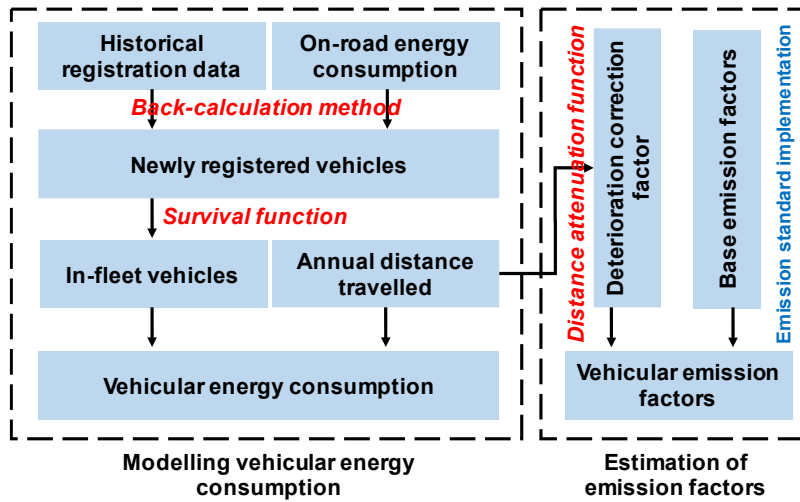 Historical
registration data
On-road energy
consumption
Back-calculation method
Newly registered vehicles
Survival function
In-fleet vehicles
Annual distance
travelled
Vehicular energy consumption
Modelling vehicular energy
consumption
Distance attenuation function
Deterioration correction
factor
Base emission factors
Emission standard implementation
Vehicular emission
factors
Estimation of
emission factors